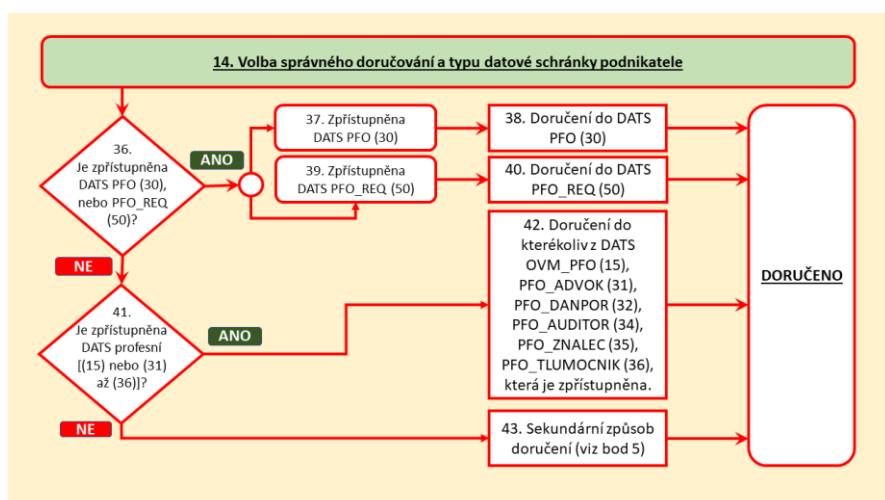 14. Volba správného doručování a typu datové schránky podnikatele
36.
Je zpřístupněna
DATS PFO (30),
nebo PFO_REQ
(50)?
ANO
37. Zpřístupněna
DATS PFO (30)
38. Doručení do DATS
PFO (30)
39. Zpřístupněna
DATS PFO_REQ (50)
40. Doručení do DATS
PFO_REQ (50)
NE
41.
Je zpřístupněna
DATS profesní
[(15) nebo (31)
až (36)]?
ANO
42. Doručení do
kterékoliv z DATS
OVM_PFO (15),
PFO_ADVOK (31),
PFO_DANPOR (32),
PFO_AUDITOR (34),
PFO_ZNALEC (35),
PFO_TLUMOCNIK (36),
která je zpřístupněna.
NE
43. Sekundární způsob
doručení (viz bod 5)
DORUČENO